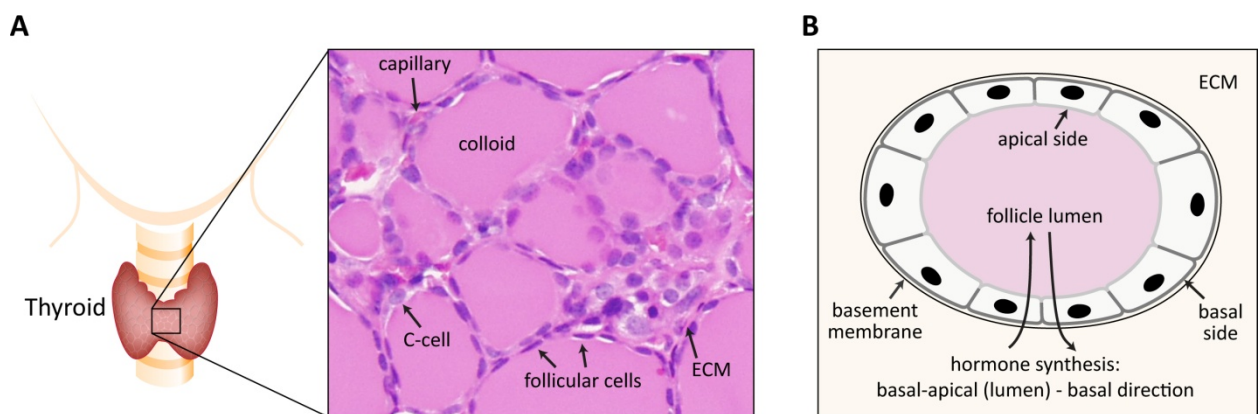 A
Thyroid
capillary
colloid
C-cell
follicular cells
ECM
B
ECM
apical side
follicle lumen
basement
membrane
basal
side
hormone synthesis:
basal-apical (lumen) - basal direction